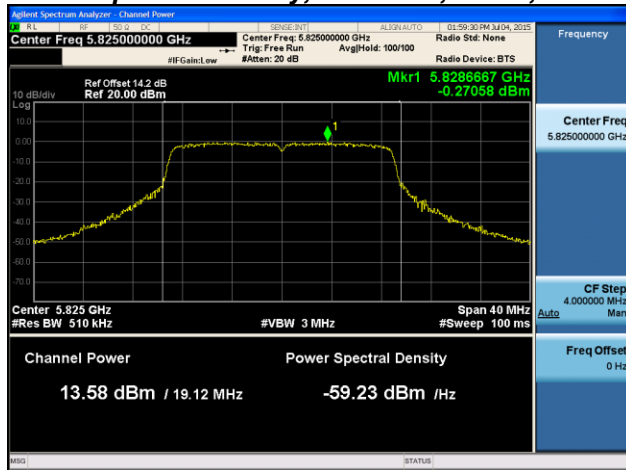 Agilent Spectrum Analyzer - Channel Power
RL RF 50 Ω DC SENSE:INT ALIGN AUTO 01:59:30 PM Jul 04, 2015
Center Freq 5.825000000 GHz
Center Freq: 5.825000000 GHz Radio Std: None
Trig: Free Run Avg|Hold: 100/100
#IFGain:Low #Atten: 20 dB Radio Device: BTS
Mkr1 5.8286667 GHz
-0.27058 dBm
Ref Offset 14.2 dB
10 dB/div Ref 20.00 dBm
Log
10.0
0.00
-10.0
-20.0
-30.0
-40.0
-50.0
-60.0
-70.0
1
Center 5.825 GHz Span 40 MHz
#Res BW 510 kHz #VBW 3 MHz #Sweep 100 ms
Channel Power Power Spectral Density
13.58 dBm / 19.12 MHz -59.23 dBm /Hz
Frequency
Center Freq
5.825000000 GHz
CF Step
4.000000 MHz
Auto Man
Freq Offset
0 Hz
MSG STATUS